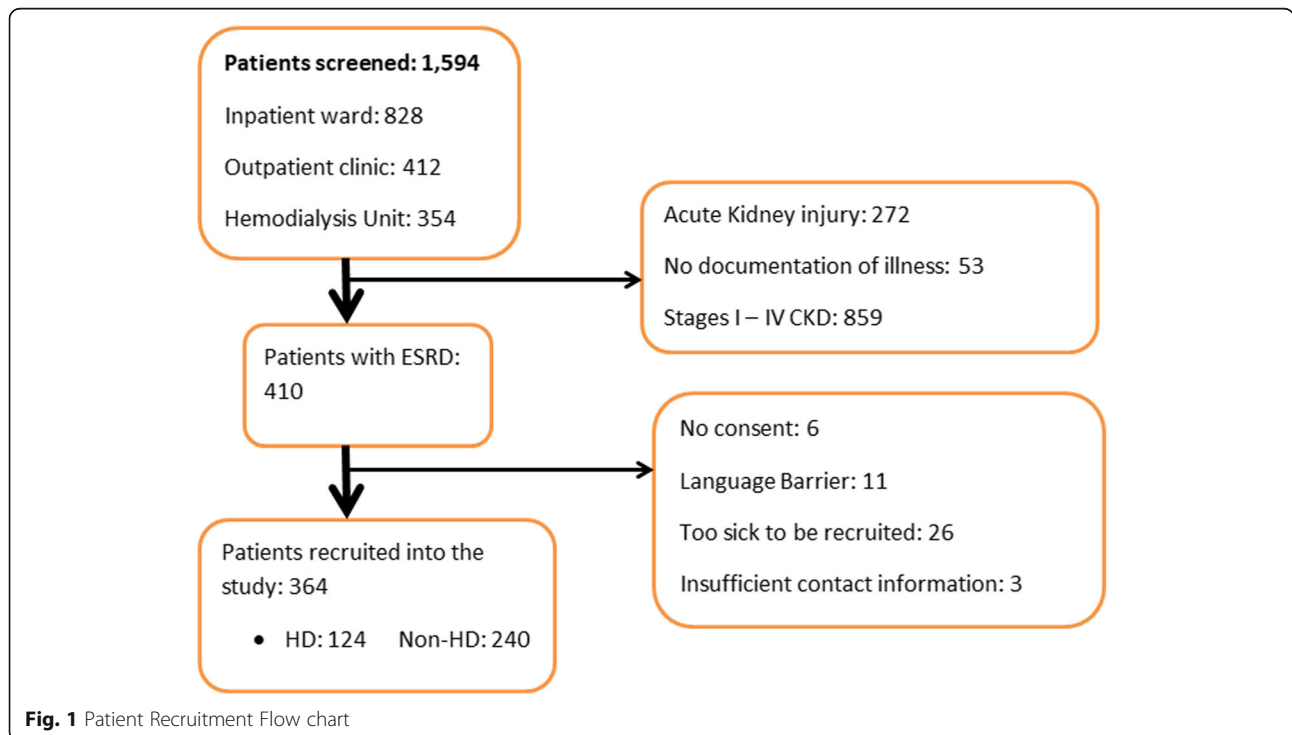 Patients screened: 1,594
Inpatient ward: 828
Outpatient clinic: 412
Hemodialysis Unit: 354
Acute Kidney injury: 272
No documentation of illness: 53
Stages I – IV CKD: 859
Patients with ESRD:
410
No consent: 6
Language Barrier: 11
Too sick to be recruited: 26
Insufficient contact information: 3
Patients recruited into the
study: 364
• HD: 124 Non-HD: 240
Fig. 1 Patient Recruitment Flow chart